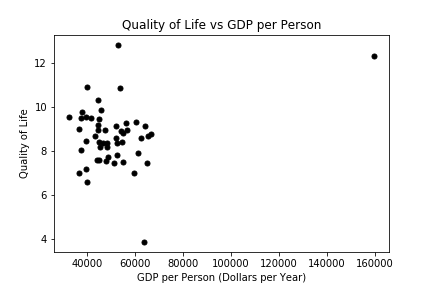 Quality of Life vs GDP per Person
12
10
8
6
4
Quality of Life
40000 60000 80000 100000 120000 140000 160000
GDP per Person (Dollars per Year)